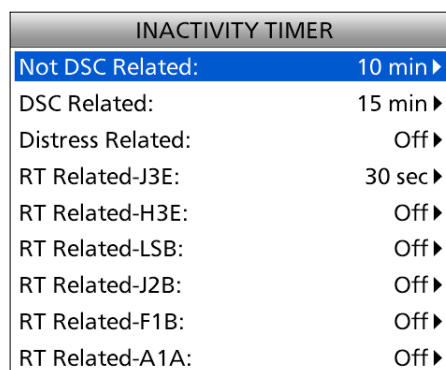 INACTIVITY TIMER
Not DSC Related: 10 min
DSC Related: 15 min
Distress Related: Off
RT Related-J3E: 30 sec
RT Related-H3E: Off
RT Related-LSB: Off
RT Related-J2B: Off
RT Related-F1B: Off
RT Related-A1A: Off